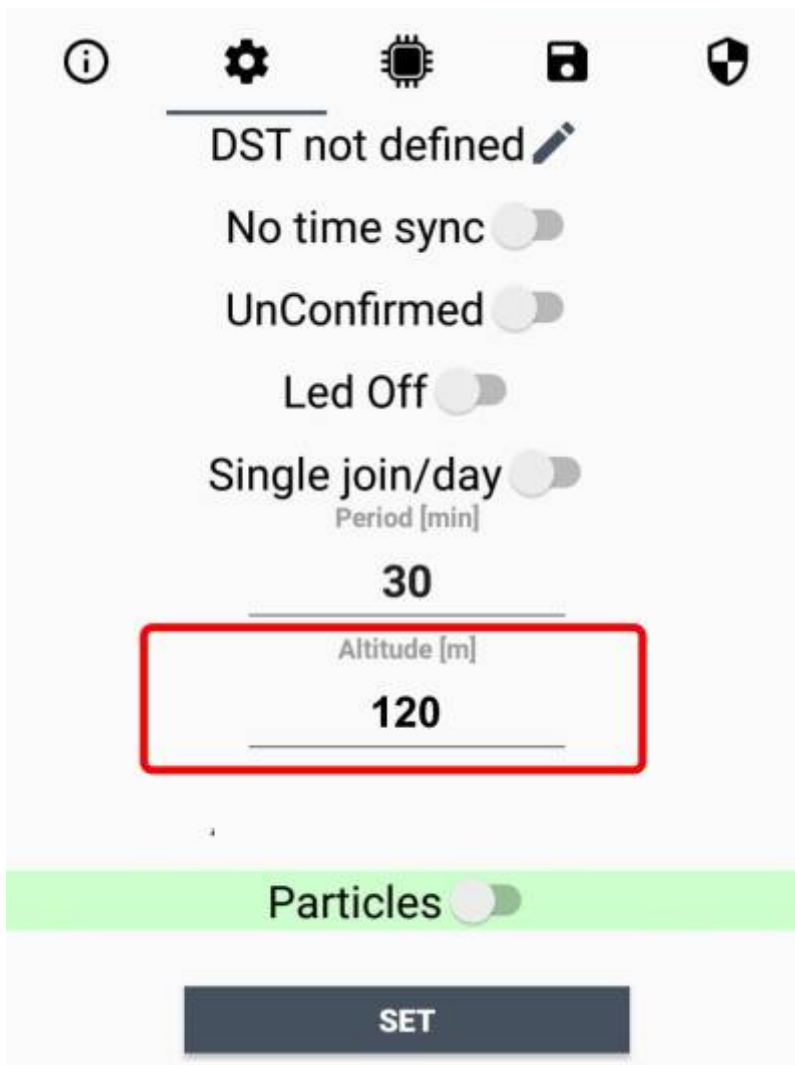 DST not defined
No time sync
UnConfirmed
Led Off
Single join/day
Period [min]
30
Altitude [m]
120
Particles
SET